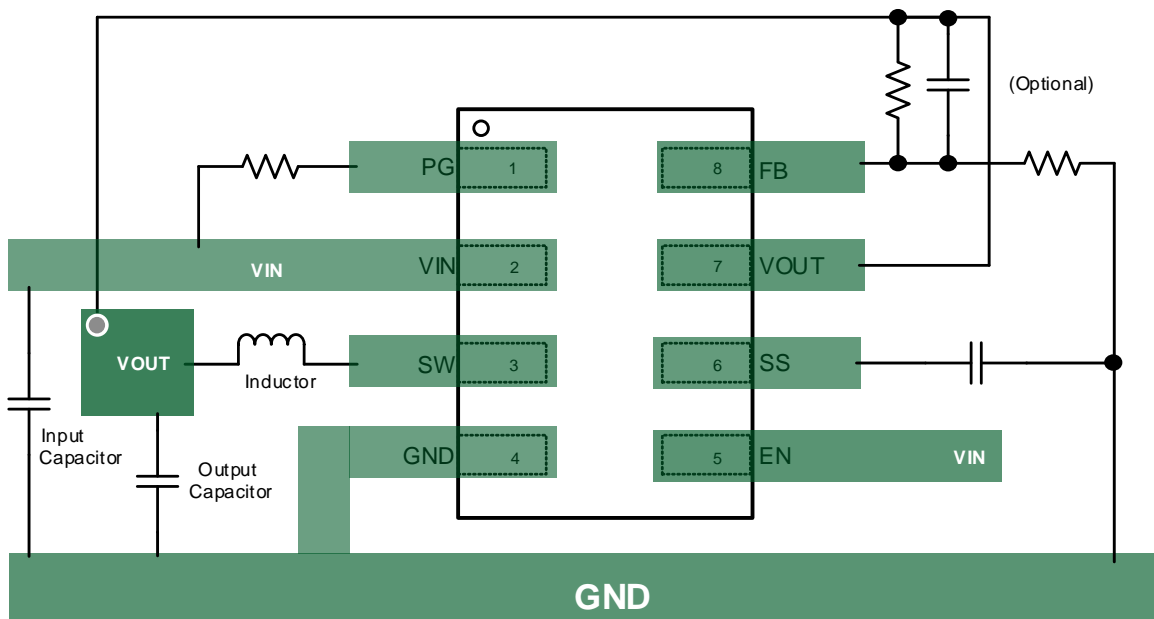 (Optional)
PG 1
8 FB
VIN
VIN 2
7 VOUT
VOUT
Inductor
SW 3
6 SS
Input
Capacitor
Output
Capacitor
GND 4
5 EN
VIN
GND